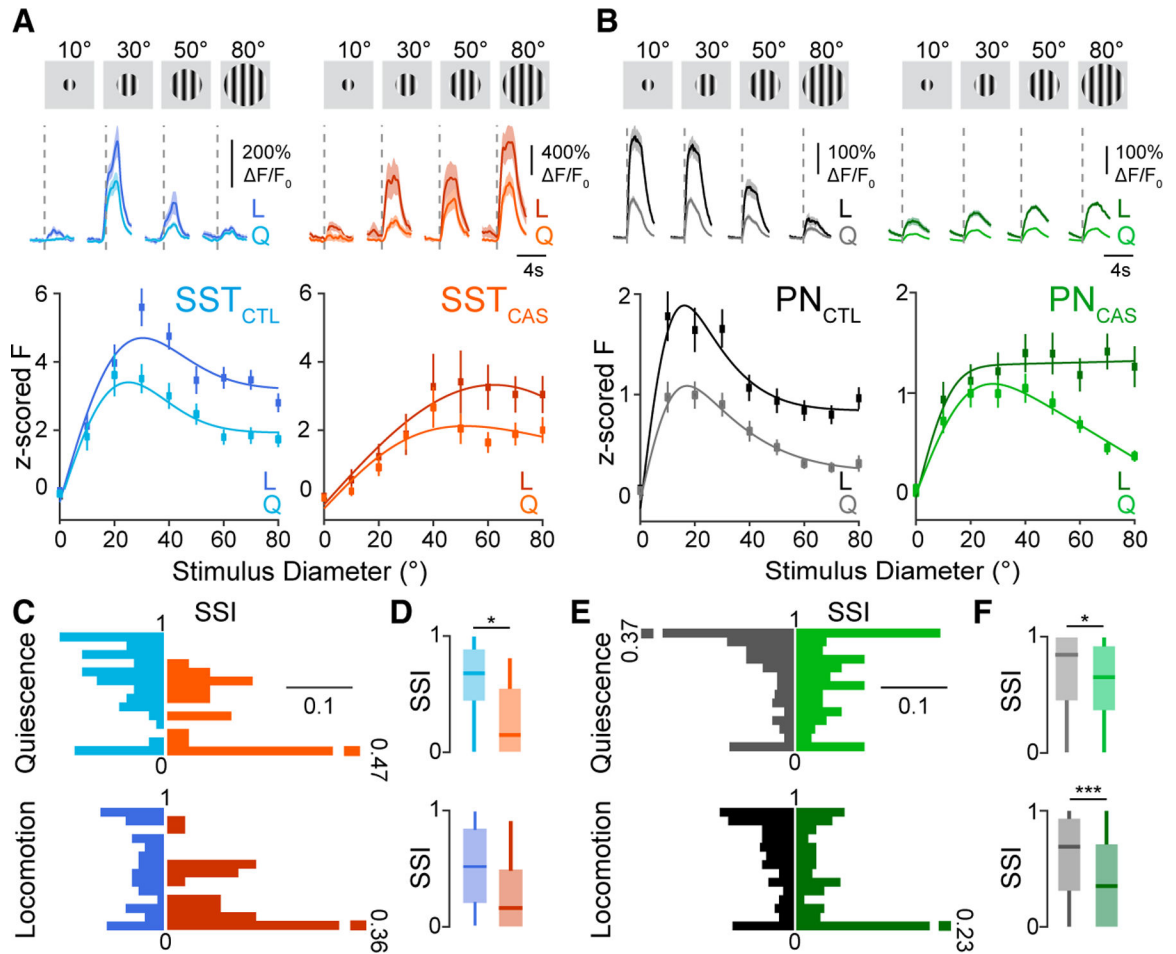 A
B
10° 30° 50° 80°
10° 30° 50° 80°
10° 30° 50° 80°
10° 30° 50° 80°
200%
ΔF/F0
L
Q
400%
ΔF/F0
L
Q
4s
100%
ΔF/F0
L
Q
100%
ΔF/F0
L
Q
4s
z-scored F
6
4
2
0
SSTCTL
L
Q
0 20 40 60 80
6
4
2
0
SSTCAS
L
Q
0 20 40 60 80
Stimulus Diameter (°)
z-scored F
2
1
0
PNCTL
L
Q
0 20 40 60 80
2
1
0
PNCAS
L
Q
0 20 40 60 80
Stimulus Diameter (°)
C
SSI
Quiescence
1
0
0.1
0.47
Locomotion
1
0
0.36
D
*
SSI
1
0
SSI
1
0
E
SSI
Quiescence
1
0
0.37
0.1
Locomotion
1
0
0.23
F
*
SSI
1
0
***
SSI
1
0